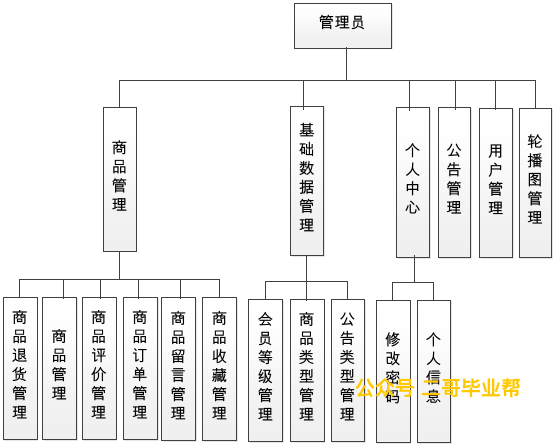 管理员
商品管理
基础数据管理
个人中心
公告管理
用户管理
轮播图管理
商品退货管理
商品管理
商品评价管理
商品订单管理
商品留言管理
商品收藏管理
会员等级管理
商品类型管理
公告类型管理
修改密码
个人信息
公众号 二哥毕业帮